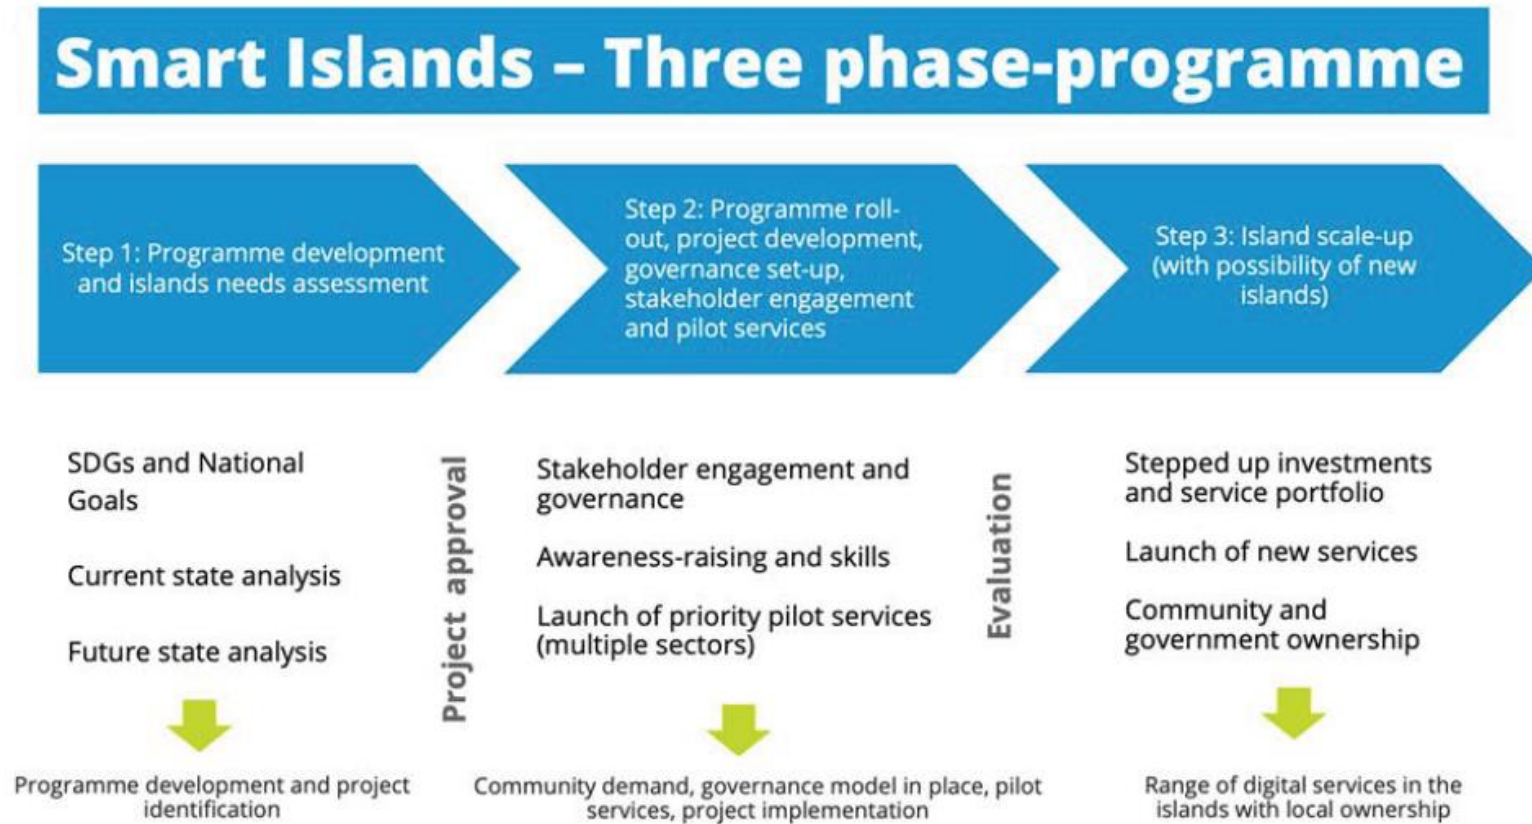 Smart Islands – Three phase-programme
Step 1: Programme development
and islands needs assessment
Step 2: Programme roll-
out, project development,
governance set-up,
stakeholder engagement
and pilot services
Step 3: Island scale-up
(with possibility of new
islands)
SDGs and National
Goals
Current state analysis
Future state analysis
Programme development and project
identification
Project approval
Stakeholder engagement and
governance
Awareness-raising and skills
Launch of priority pilot services
(multiple sectors)
Community demand, governance model in place, pilot
services, project implementation
Evaluation
Stepped up investments
and service portfolio
Launch of new services
Community and
government ownership
Range of digital services in the
islands with local ownership